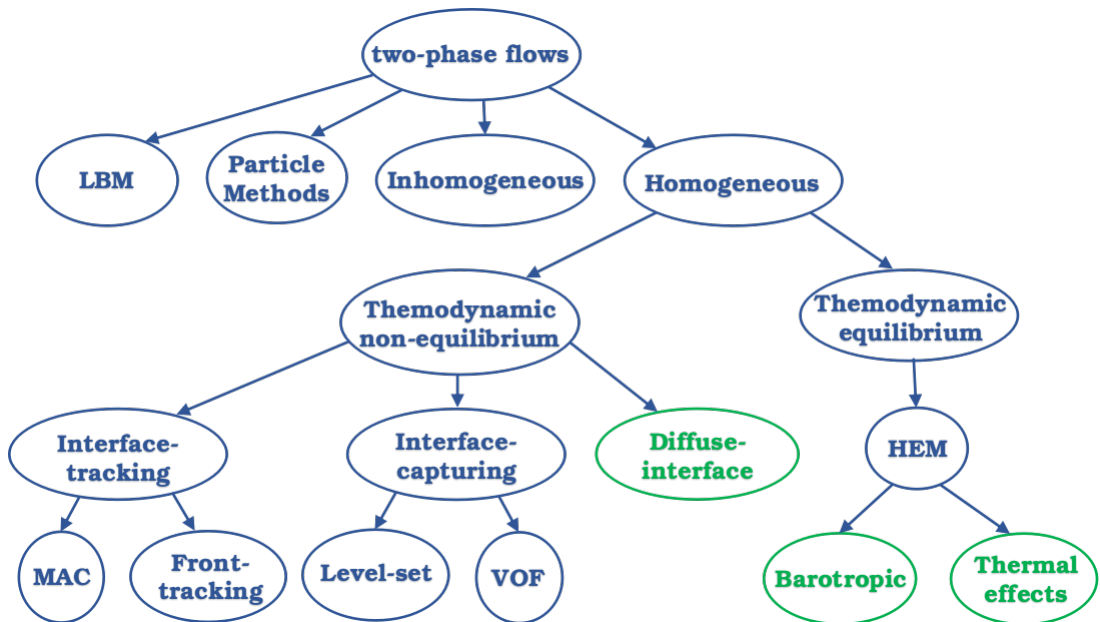 two-phase flows
LBM
Particle
Methods
Inhomogeneous
Homogeneous
Themodynamic
non-equilibrium
Themodynamic
equilibrium
Interface-
tracking
Interface-
capturing
Diffuse-
interface
HEM
MAC
Front-
tracking
Level-set
VOF
Barotropic
Thermal
effects